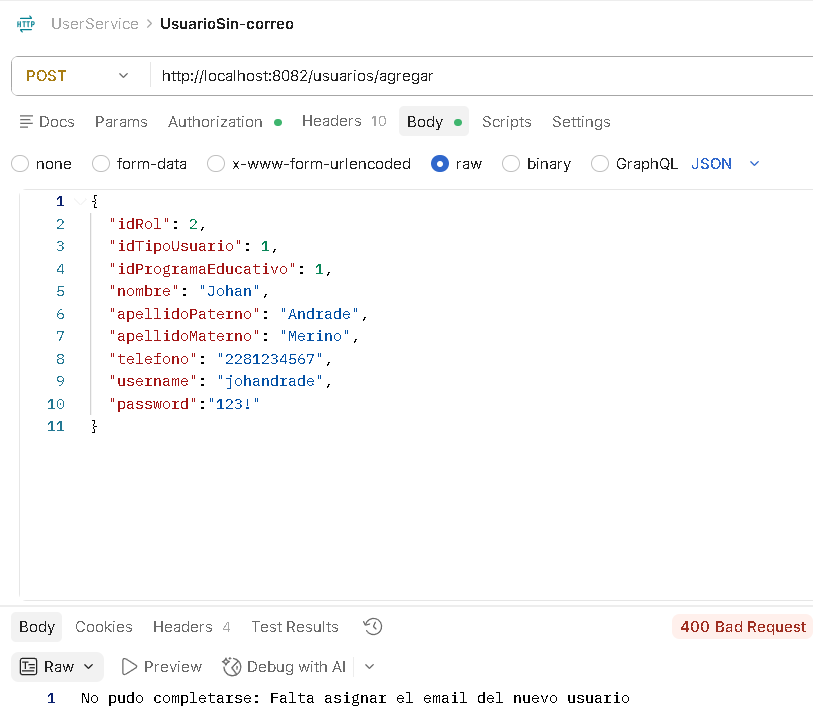 HTTP UserService > UsuarioSin-correo
POST http://localhost:8082/usuarios/agregar
Docs Params Authorization Headers 10 Body Scripts Settings
none form-data x-www-form-urlencoded raw binary GraphQL JSON
1 {
2 "idRol": 2,
3 "idTipoUsuario": 1,
4 "idProgramaEducativo": 1,
5 "nombre": "Johan",
6 "apellidoPaterno": "Andrade",
7 "apellidoMaterno": "Merino",
8 "telefono": "2281234567",
9 "username": "johandrade",
10 "password":"123!"
11 }
Body Cookies Headers 4 Test Results 400 Bad Request
Raw Preview Debug with AI
1 No pudo completarse: Falta asignar el email del nuevo usuario